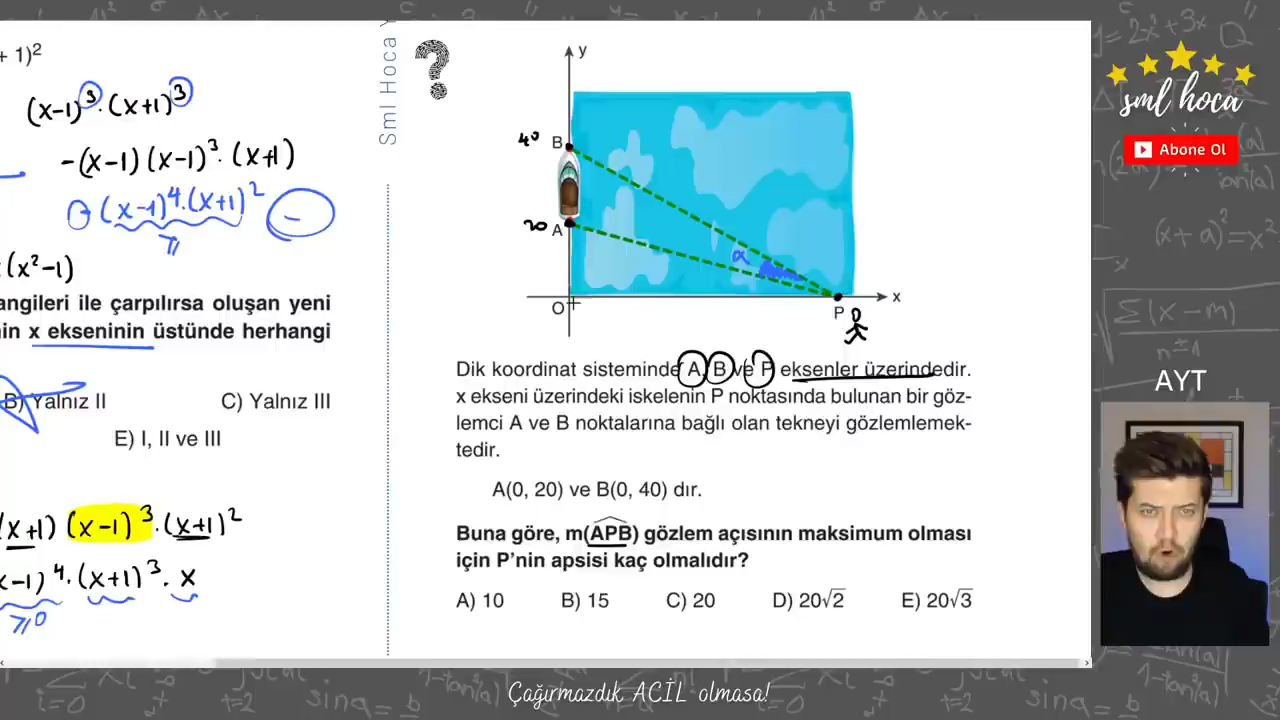 + 1)²
(x-1)³ · (x+1)³
-(x-1) (x-1)³ · (x+1)
(x-1)⁴ · (x+1)²
-
(x²-1)
angileri ile çarpılırsa oluşan yeni
nin x ekseninin üstünde herhangi
B) Yalnız II C) Yalnız III
E) I, II ve III
(x+1) (x-1)³ · (x+1)²
x-1)⁴ · (x+1)³ · x
⩾0
Sml Hoca Y
?
y
40 B
20 A
α
O x
P
Dik koordinat sisteminde A, B ve P eksenler üzerindedir.
x ekseni üzerindeki iskelenin P noktasında bulunan bir göz-
lemci A ve B noktalarına bağlı olan tekneyi gözlemlemek-
tedir.
A(0, 20) ve B(0, 40) dır.
Buna göre, m(APB) gözlem açısının maksimum olması
için P'nin apsisi kaç olmalıdır?
A) 10 B) 15 C) 20 D) 20√2 E) 20√3
sml hoca
Abone Ol
AYT
Çağırmazdık ACİL olmasa!